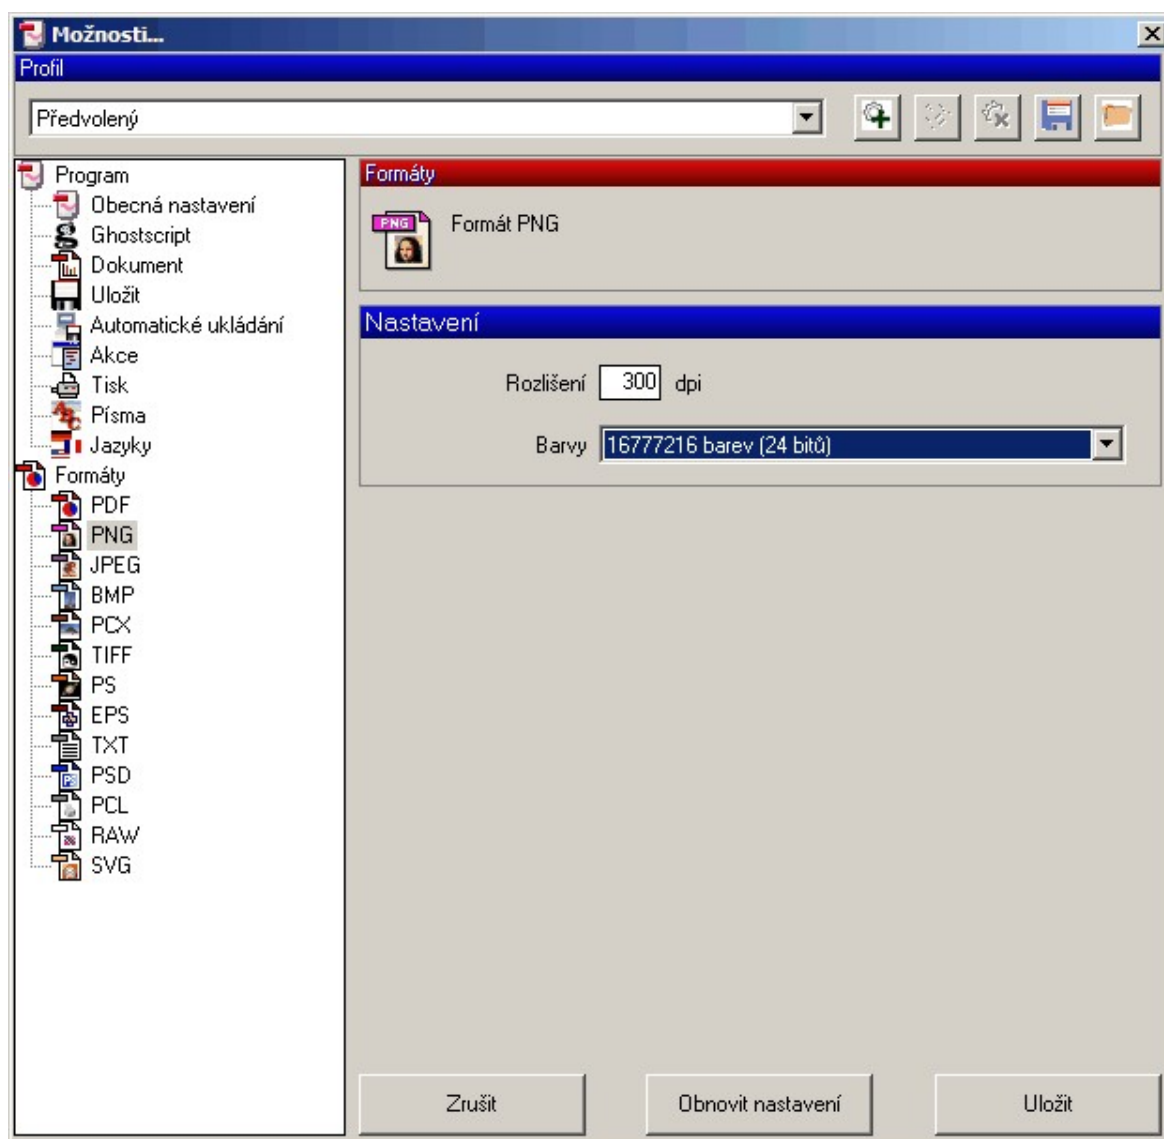 Možnosti...
Profil
Předvolený
Program
Obecná nastavení
Ghostscript
Dokument
Uložit
Automatické ukládání
Akce
Tisk
Písma
Jazyky
Formáty
PDF
PNG
JPEG
BMP
PCX
TIFF
PS
EPS
TXT
PSD
PCL
RAW
SVG
Formáty
PNG
Formát PNG
Nastavení
Rozlišení 300 dpi
Barvy 16777216 barev (24 bitů)
Zrušit
Obnovit nastavení
Uložit